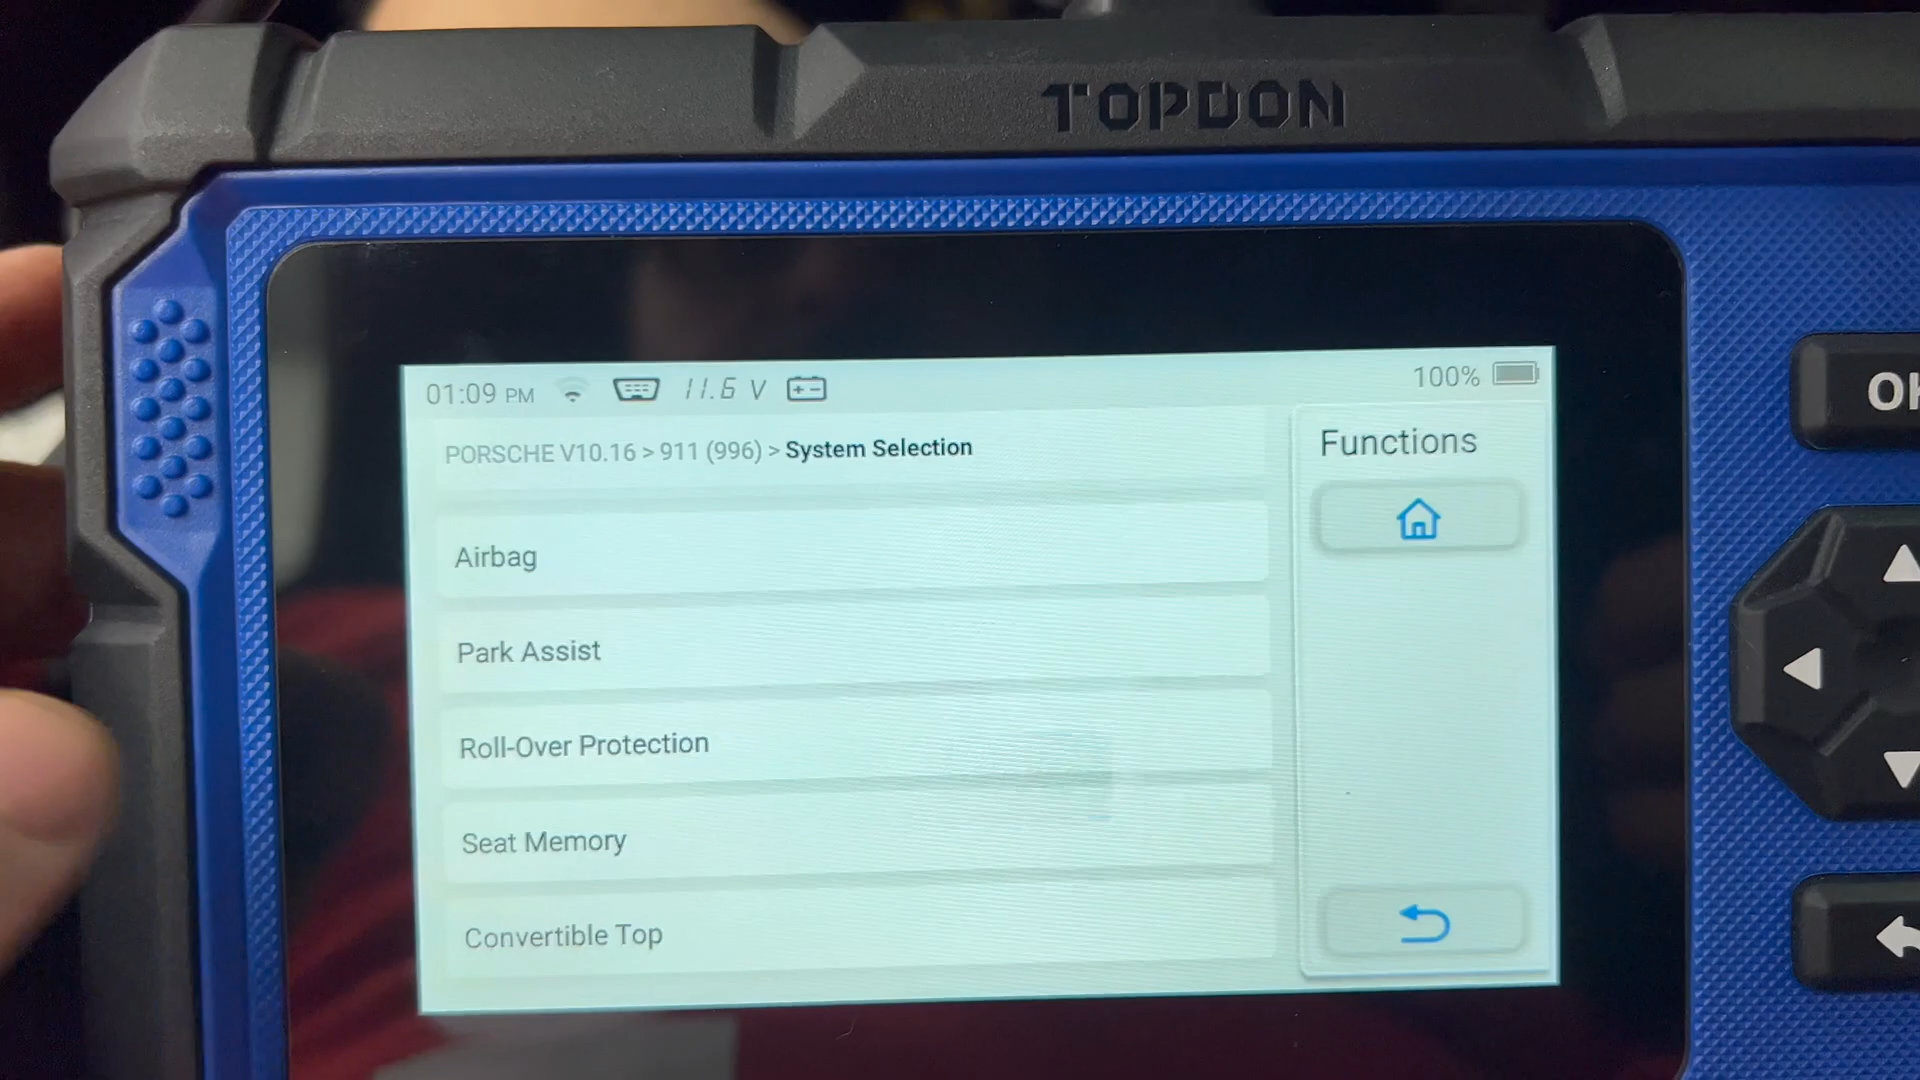 TOPDON
01:09 PM 11.6 V 100%
PORSCHE V10.16 > 911 (996) > System Selection
Functions
Airbag
Park Assist
Roll-Over Protection
Seat Memory
Convertible Top
OK